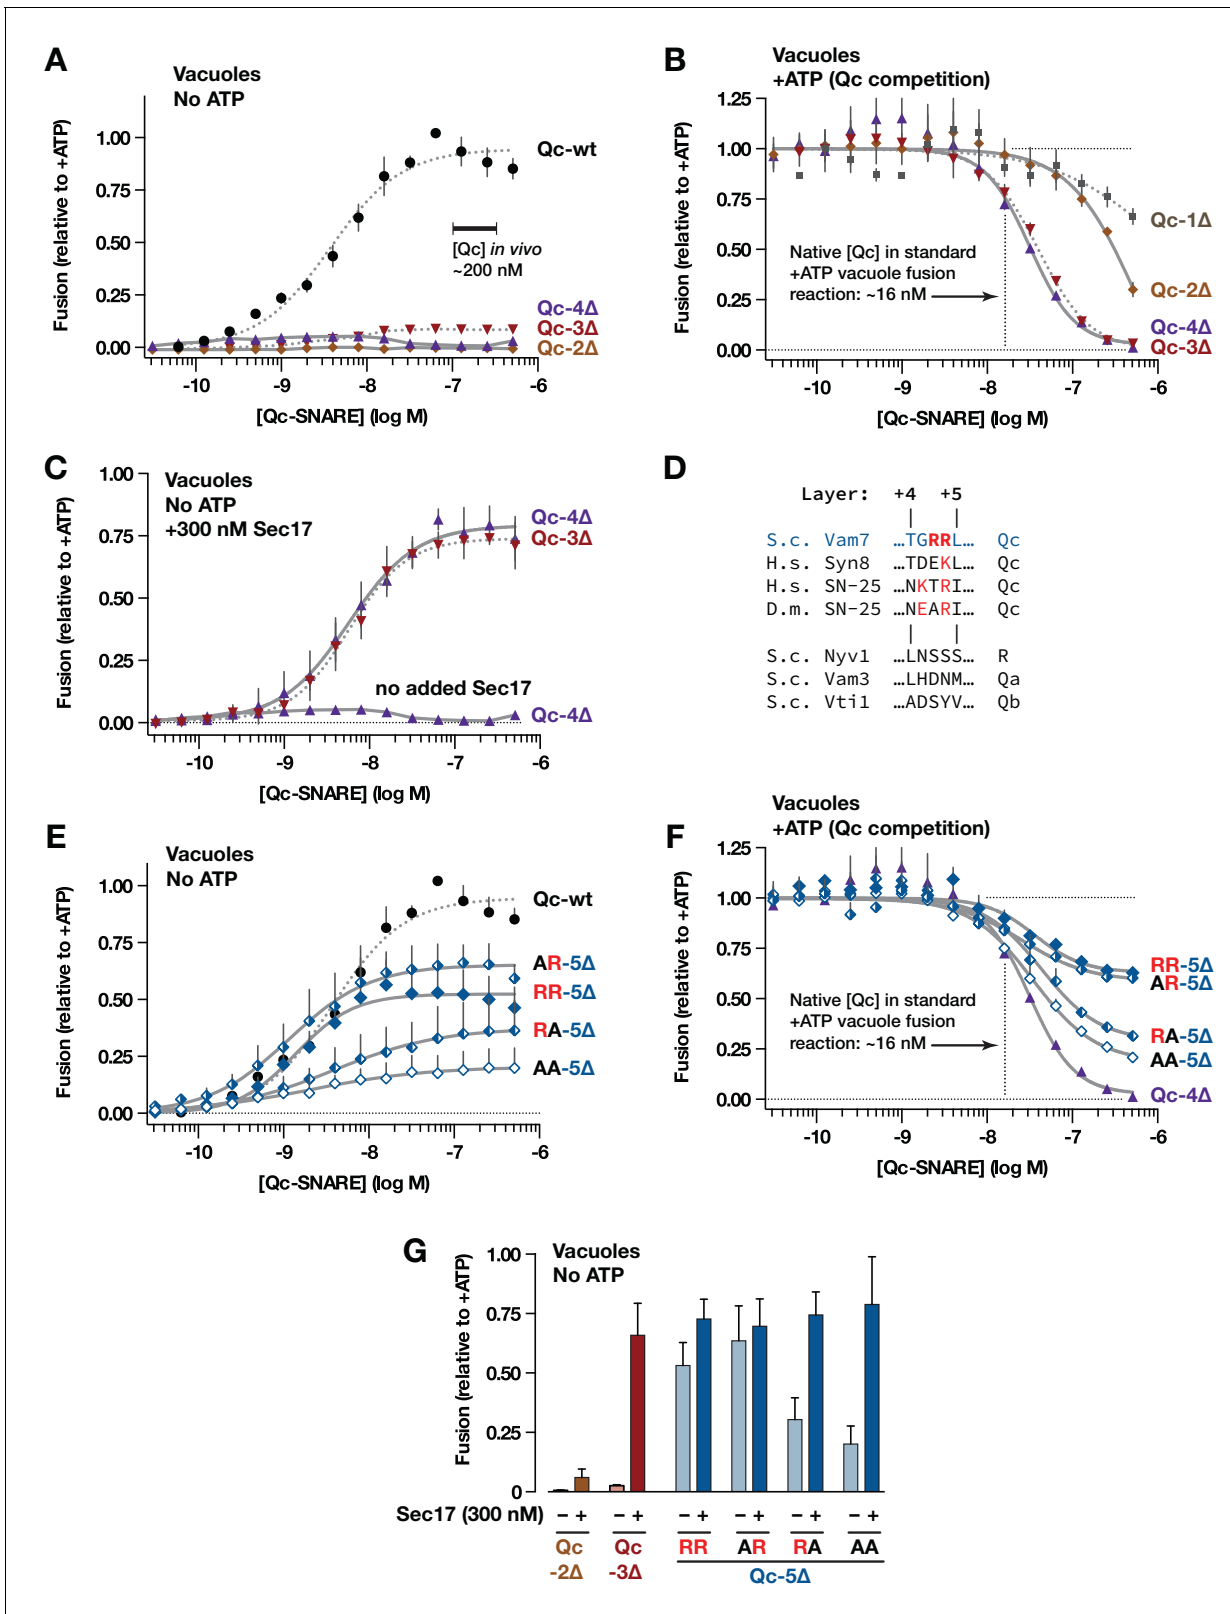 A
Vacuoles
No ATP
Fusion (relative to +ATP)
1.00
0.75
0.50
0.25
0.00
Qc-wt
[Qc] in vivo
~200 nM
Qc-4Δ
Qc-3Δ
Qc-2Δ
-10 -9 -8 -7 -6
[Qc-SNARE] (log M)
B
Vacuoles
+ATP (Qc competition)
Fusion (relative to +ATP)
1.25
1.00
0.75
0.50
0.25
0.00
Native [Qc] in standard
+ATP vacuole fusion
reaction: ~16 nM
Qc-1Δ
Qc-2Δ
Qc-4Δ
Qc-3Δ
-10 -9 -8 -7 -6
[Qc-SNARE] (log M)
C
Vacuoles
No ATP
+300 nM Sec17
Fusion (relative to +ATP)
1.00
0.75
0.50
0.25
0.00
Qc-4Δ
Qc-3Δ
no added Sec17
Qc-4Δ
-10 -9 -8 -7 -6
[Qc-SNARE] (log M)
D
Layer: +4 +5
S.c. Vam7 …TGRRL… Qc
H.s. Syn8 …TDEKL… Qc
H.s. SN-25 …NKTRI… Qc
D.m. SN-25 …NEARI… Qc
S.c. Nyv1 …LNSSS… R
S.c. Vam3 …LHDNM… Qa
S.c. Vti1 …ADSYV… Qb
E
Vacuoles
No ATP
Fusion (relative to +ATP)
1.00
0.75
0.50
0.25
0.00
Qc-wt
AR-5Δ
RR-5Δ
RA-5Δ
AA-5Δ
-10 -9 -8 -7 -6
[Qc-SNARE] (log M)
F
Vacuoles
+ATP (Qc competition)
Fusion (relative to +ATP)
1.25
1.00
0.75
0.50
0.25
0.00
Native [Qc] in standard
+ATP vacuole fusion
reaction: ~16 nM
RR-5Δ
AR-5Δ
RA-5Δ
AA-5Δ
Qc-4Δ
-10 -9 -8 -7 -6
[Qc-SNARE] (log M)
G
Vacuoles
No ATP
Fusion (relative to +ATP)
1.00
0.75
0.50
0.25
0
Sec17 (300 nM) – + – + – + – + – + – +
Qc Qc RR AR RA AA
-2Δ -3Δ Qc-5Δ